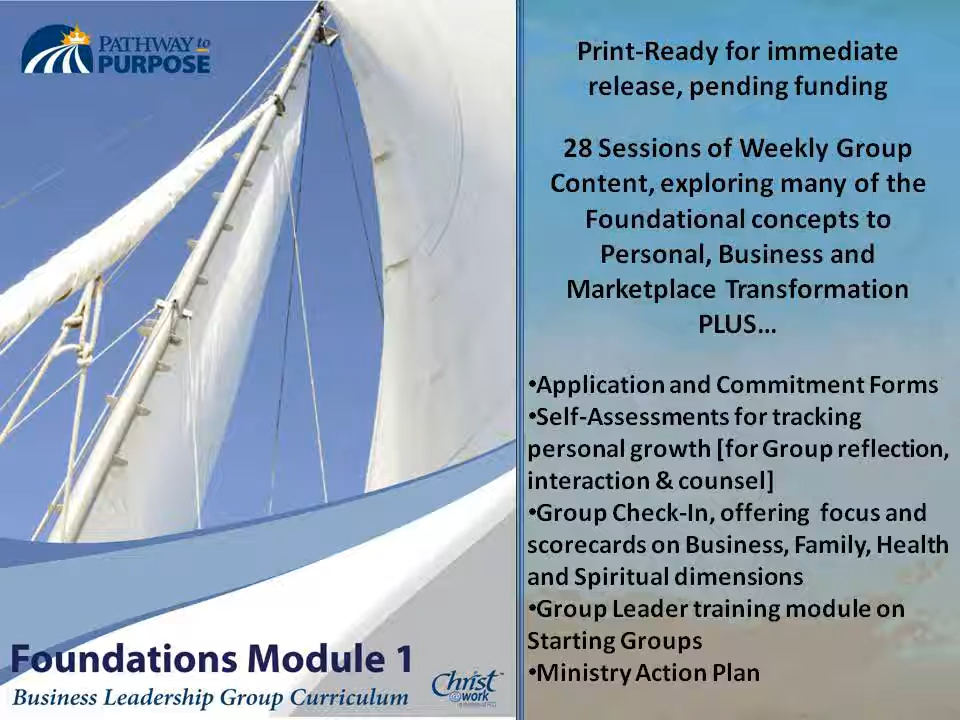 PATHWAY to
PURPOSE
Foundations Module 1
Business Leadership Group Curriculum
Christ
@work
Print-Ready for immediate
release, pending funding
28 Sessions of Weekly Group
Content, exploring many of the
Foundational concepts to
Personal, Business and
Marketplace Transformation
PLUS...
•Application and Commitment Forms
•Self-Assessments for tracking
personal growth [for Group reflection,
interaction & counsel]
•Group Check-In, offering focus and
scorecards on Business, Family, Health
and Spiritual dimensions
•Group Leader training module on
Starting Groups
•Ministry Action Plan